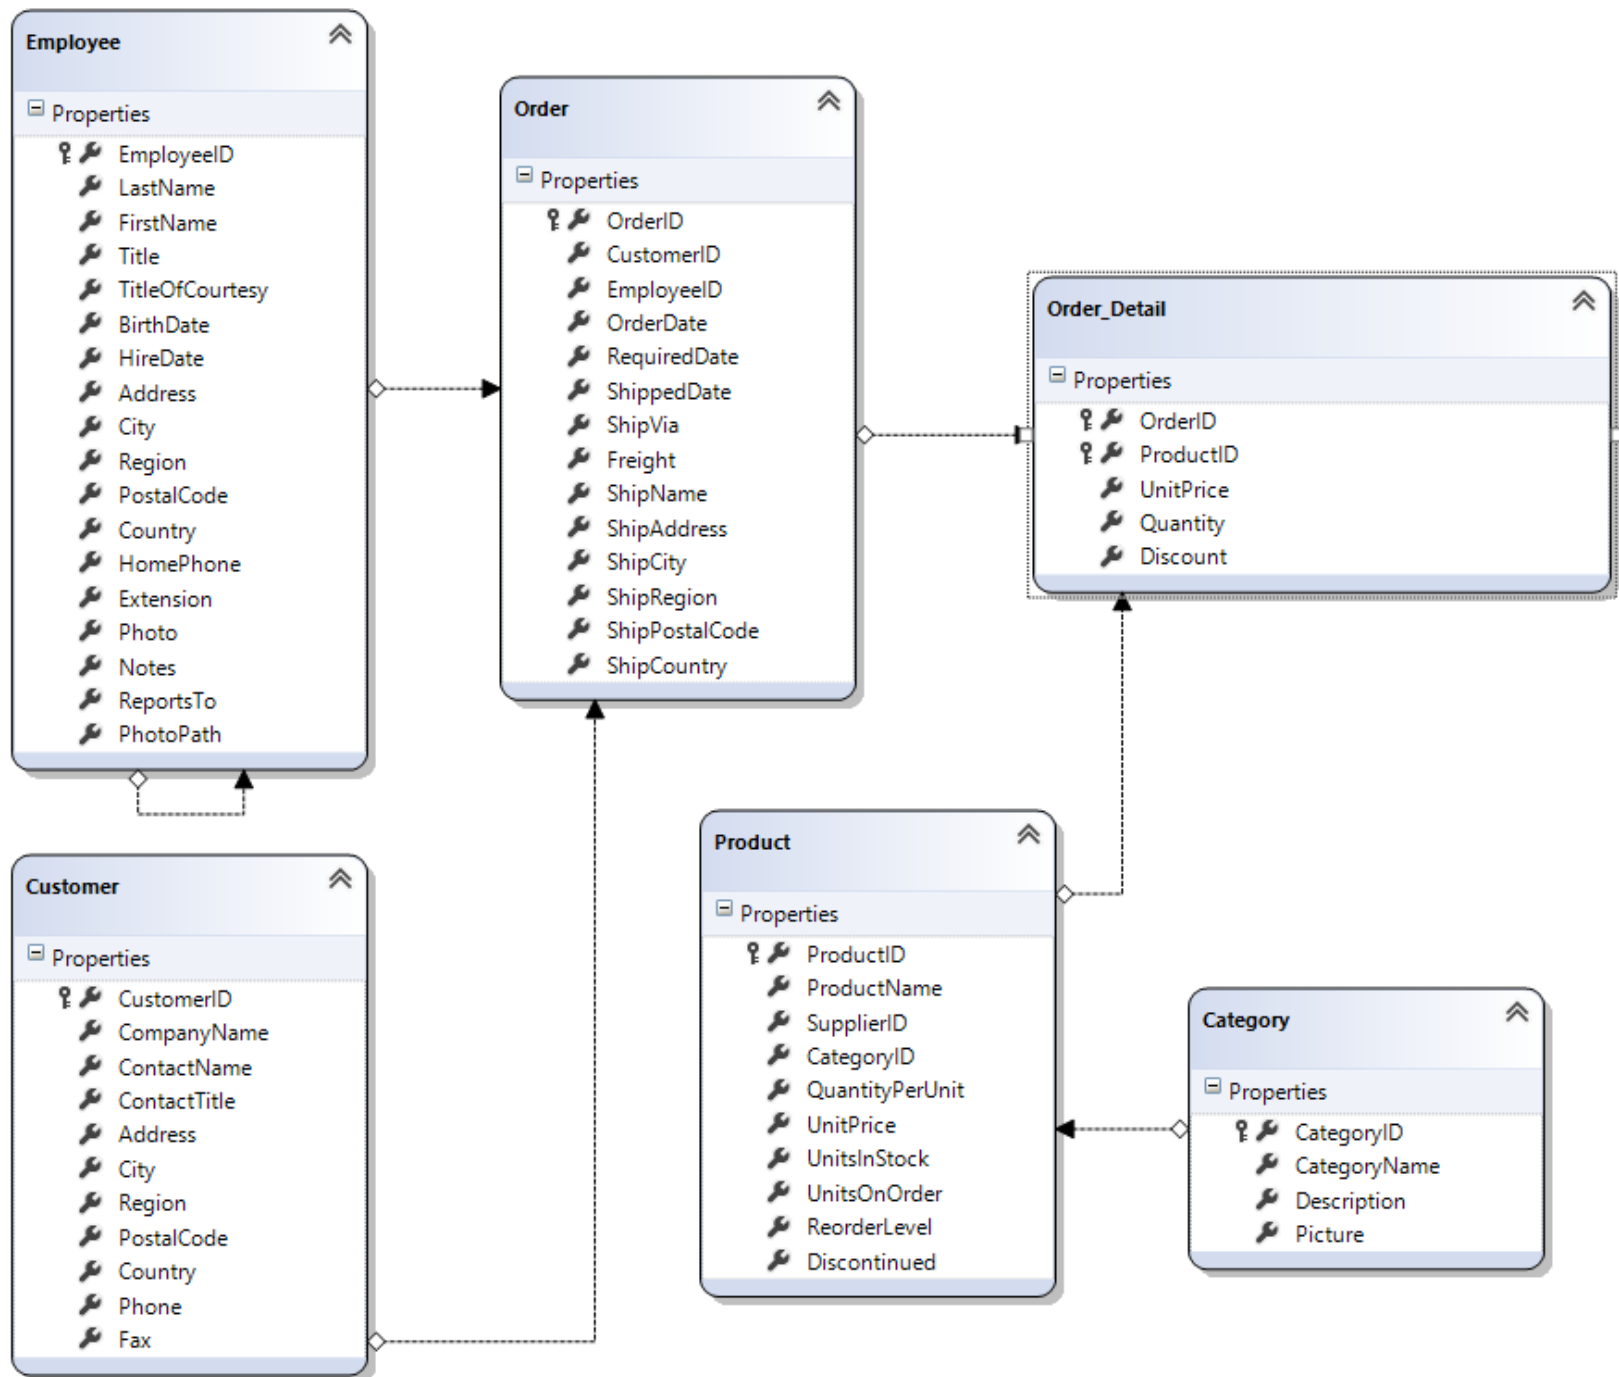 Employee
Properties
EmployeeID
LastName
FirstName
Title
TitleOfCourtesy
BirthDate
HireDate
Address
City
Region
PostalCode
Country
HomePhone
Extension
Photo
Notes
ReportsTo
PhotoPath
Order
Properties
OrderID
CustomerID
EmployeeID
OrderDate
RequiredDate
ShippedDate
ShipVia
Freight
ShipName
ShipAddress
ShipCity
ShipRegion
ShipPostalCode
ShipCountry
Order_Detail
Properties
OrderID
ProductID
UnitPrice
Quantity
Discount
Customer
Properties
CustomerID
CompanyName
ContactName
ContactTitle
Address
City
Region
PostalCode
Country
Phone
Fax
Product
Properties
ProductID
ProductName
SupplierID
CategoryID
QuantityPerUnit
UnitPrice
UnitsInStock
UnitsOnOrder
ReorderLevel
Discontinued
Category
Properties
CategoryID
CategoryName
Description
Picture